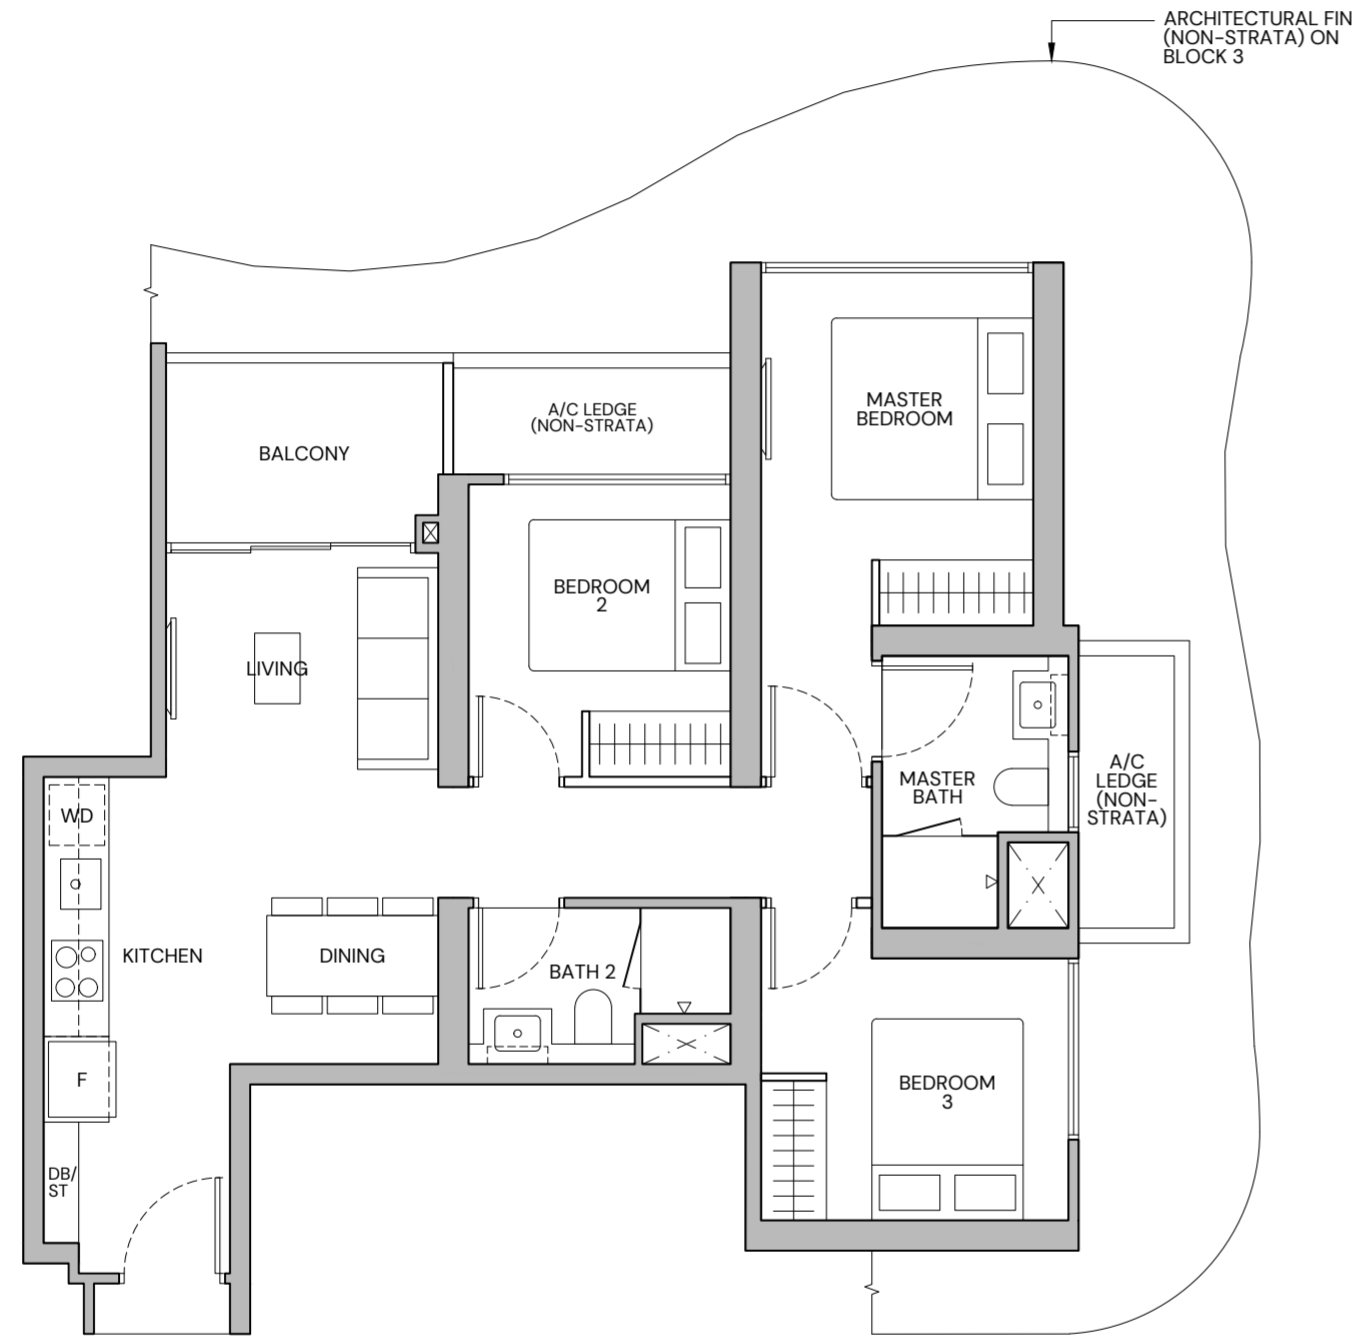 ARCHITECTURAL FIN
(NON-STRATA) ON
BLOCK 3
MASTER
BEDROOM
A/C LEDGE
(NON-STRATA)
BALCONY
BEDROOM
2
LIVING
MASTER
BATH
A/C
LEDGE
(NON-
STRATA)
WD
KITCHEN
DINING
BATH 2
F
BEDROOM
3
DB/
ST